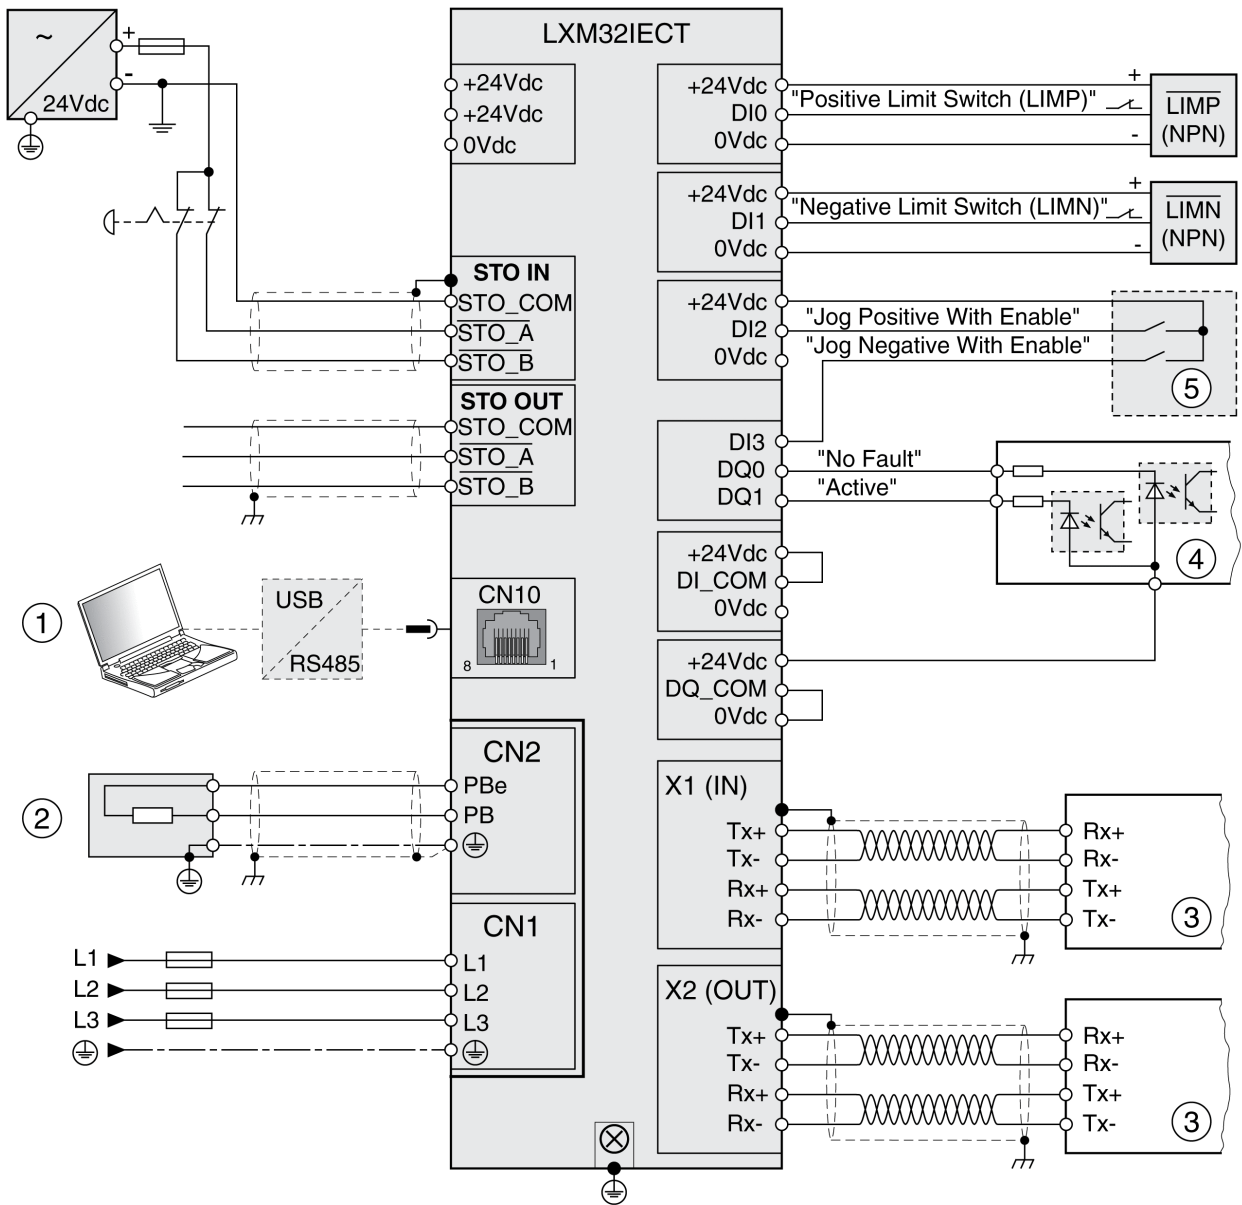 LXM32IECT
~
+
-
24Vdc
+24Vdc
+24Vdc
0Vdc
STO IN
STO_COM
STO_A
STO_B
STO OUT
STO_COM
STO_A
STO_B
1
USB
RS485
CN10
8 1
2
CN2
PBe
PB
CN1
L1 L1
L2 L2
L3 L3
+24Vdc
DI0
0Vdc
"Positive Limit Switch (LIMP)"
+
-
LIMP
(NPN)
+24Vdc
DI1
0Vdc
"Negative Limit Switch (LIMN)"
+
-
LIMN
(NPN)
+24Vdc
DI2
0Vdc
"Jog Positive With Enable"
"Jog Negative With Enable"
5
DI3
DQ0
DQ1
"No Fault"
"Active"
4
+24Vdc
DI_COM
0Vdc
+24Vdc
DQ_COM
0Vdc
X1 (IN)
Tx+ Rx+
Tx- Rx-
Rx+ Tx+
Rx- Tx-
3
X2 (OUT)
Tx+ Rx+
Tx- Rx-
Rx+ Tx+
Rx- Tx-
3